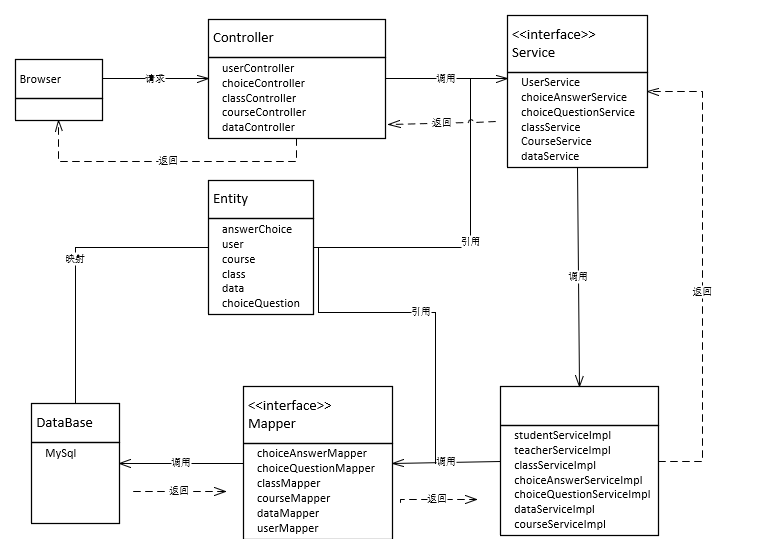 Browser
请求
Controller
userController
choiceController
classController
courseController
dataController
调用
返回
<<interface>>
Service
UserService
choiceAnswerService
choiceQuestionService
classService
CourseService
dataService
返回
Entity
answerChoice
user
course
class
data
choiceQuestion
引用
映射
调用
返回
引用
DataBase
MySql
调用
返回
<<interface>>
Mapper
choiceAnswerMapper
choiceQuestionMapper
classMapper
courseMapper
dataMapper
userMapper
调用
返回
studentServiceImpl
teacherServiceImpl
classServiceImpl
choiceAnswerServiceImpl
choiceQuestionServiceImpl
dataServiceImpl
courseServiceImpl